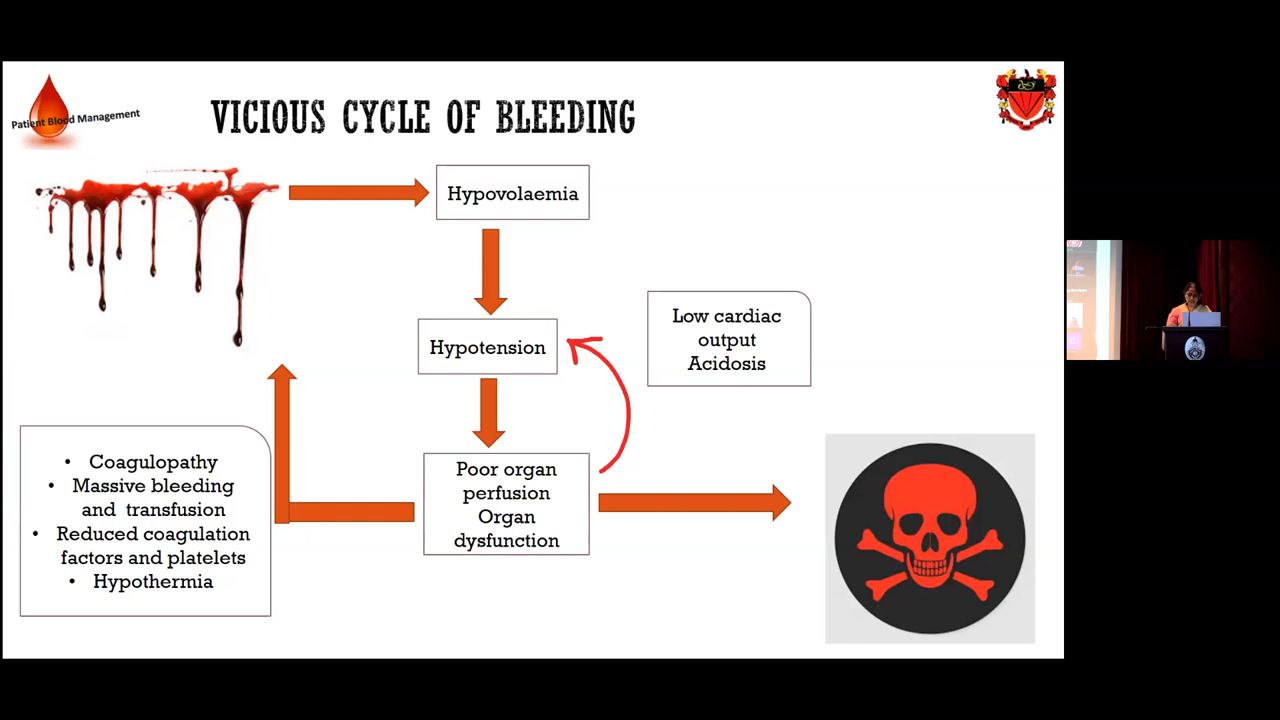 Patient Blood Management
VICIOUS CYCLE OF BLEEDING
Hypovolaemia
Hypotension
Low cardiac
output
Acidosis
Poor organ
perfusion
Organ
dysfunction
• Coagulopathy
• Massive bleeding
and transfusion
• Reduced coagulation
factors and platelets
• Hypothermia